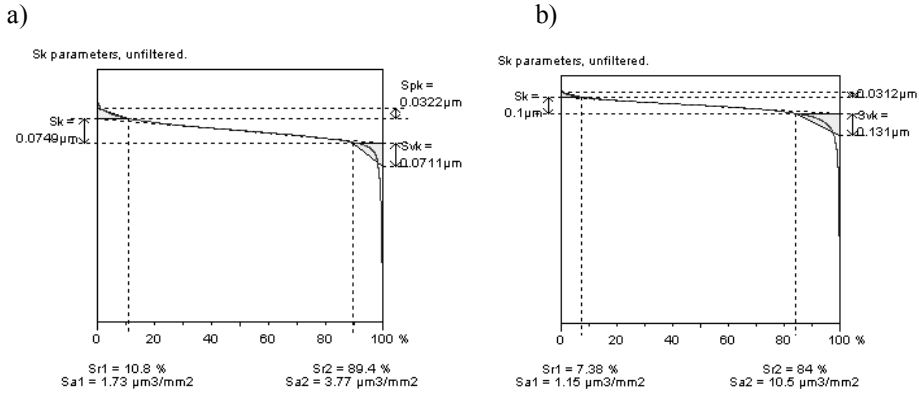 a)
Sk parameters, unfiltered.
Spk =
0.0322µm
Sk =
0.0749µm
Svk =
0.0711µm
0 20 40 60 80 100 %
Sr1 = 10.8 % Sr2 = 89.4 %
Sa1 = 1.73 µm3/mm2 Sa2 = 3.77 µm3/mm2
b)
Sk parameters, unfiltered.
0.0312µm
Sk =
0.1µm
Svk =
0.131µm
0 20 40 60 80 100 %
Sr1 = 7.38 % Sr2 = 84 %
Sa1 = 1.15 µm3/mm2 Sa2 = 10.5 µm3/mm2